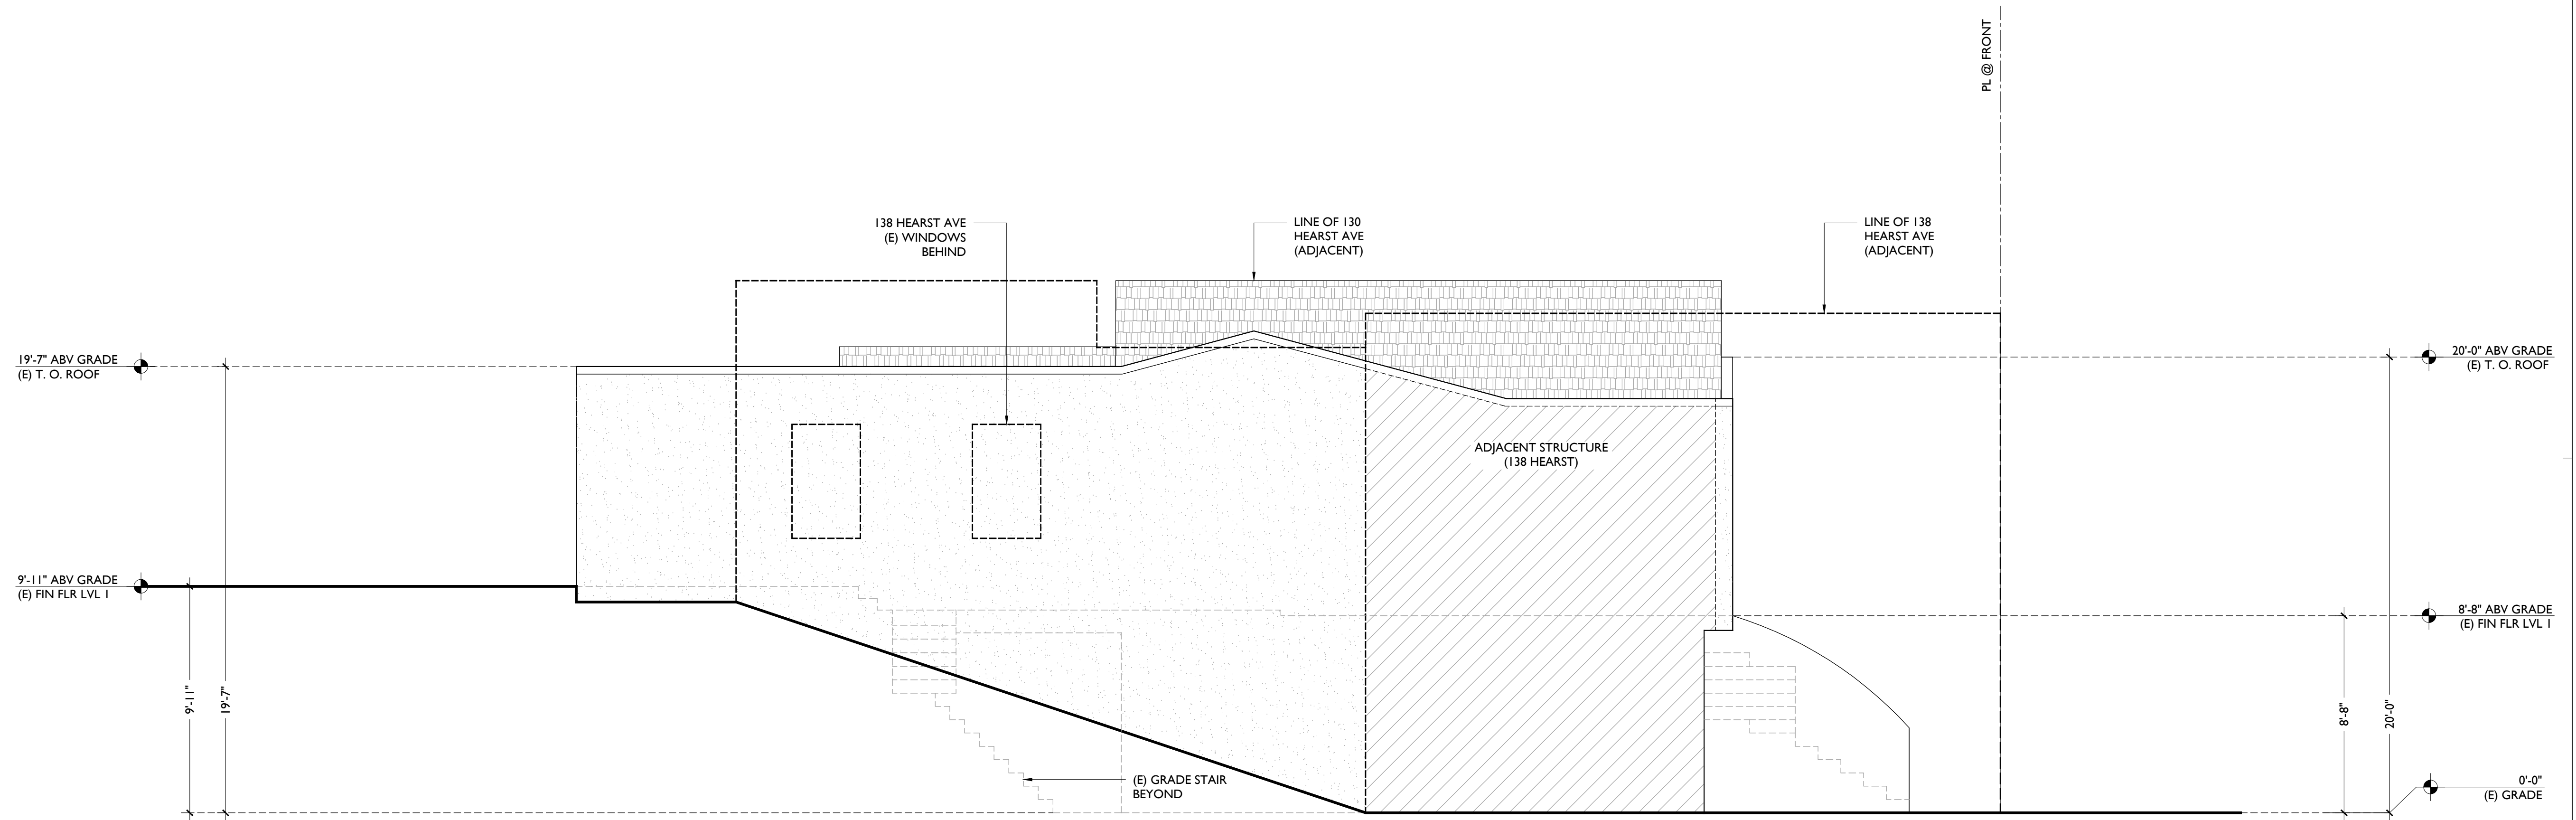 PL @ FRONT
138 HEARST AVE
(E) WINDOWS
BEHIND
LINE OF 130
HEARST AVE
(ADJACENT)
LINE OF 138
HEARST AVE
(ADJACENT)
19'-7" ABV GRADE
(E) T. O. ROOF
20'-0" ABV GRADE
(E) T. O. ROOF
ADJACENT STRUCTURE
(138 HEARST)
9'-11" ABV GRADE
(E) FIN FLR LVL 1
8'-8" ABV GRADE
(E) FIN FLR LVL 1
9'-11"
19'-7"
8'-8"
20'-0"
(E) GRADE STAIR
BEYOND
0'-0"
(E) GRADE